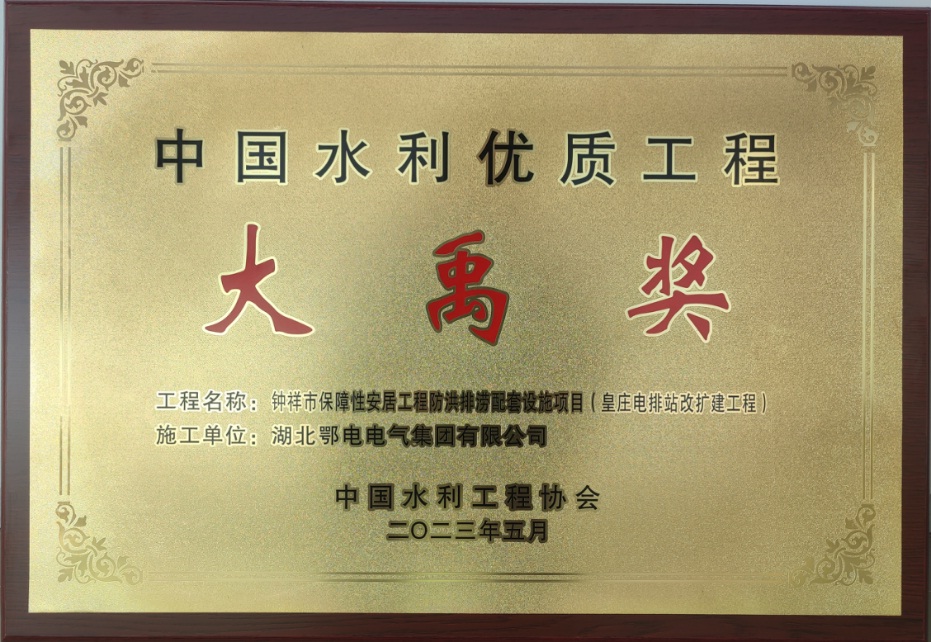 中国水利优质工程
大禹奖
工程名称：钟祥市保障性安居工程防洪排涝配套设施项目（皇庄电排站改扩建工程）
施工单位：湖北鄂电电气集团有限公司
中国水利工程协会
二〇二三年五月